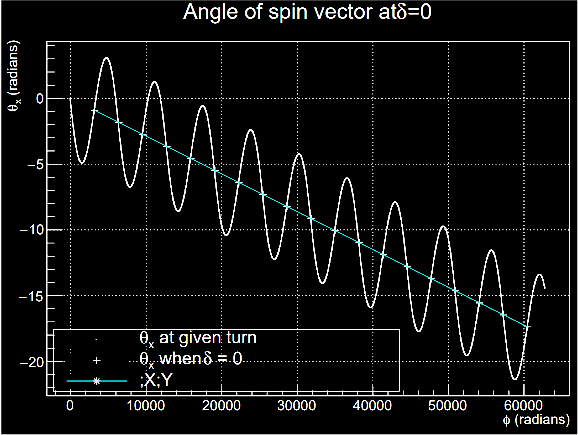 Angle of spin vector atδ=0
θx (radians)
0
−5
−10
−15
−20
θx at given turn
θx when δ = 0
;X;Y
0 10000 20000 30000 40000 50000 60000
ϕ (radians)